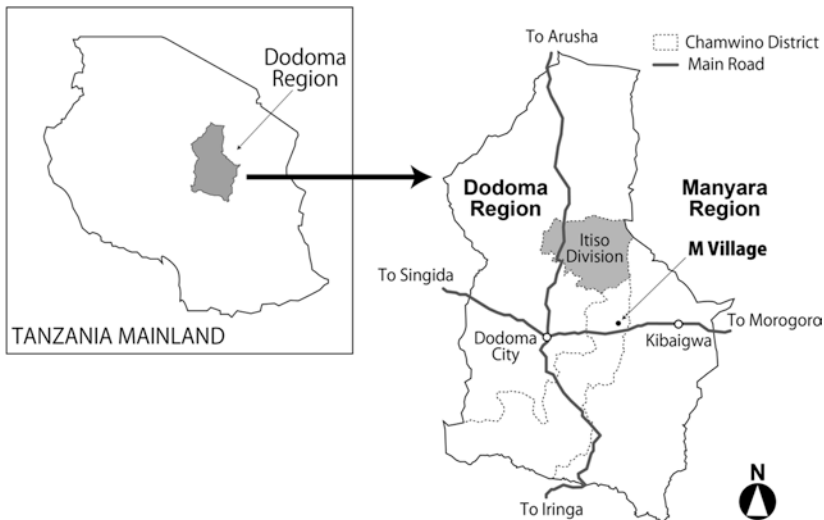 Dodoma
Region
TANZANIA MAINLAND
To Arusha
Chamwino District
Main Road
Dodoma
Region
Manyara
Region
Itiso
Division
M Village
To Singida
To Morogoro
Dodoma
City
Kibaigwa
To Iringa
N